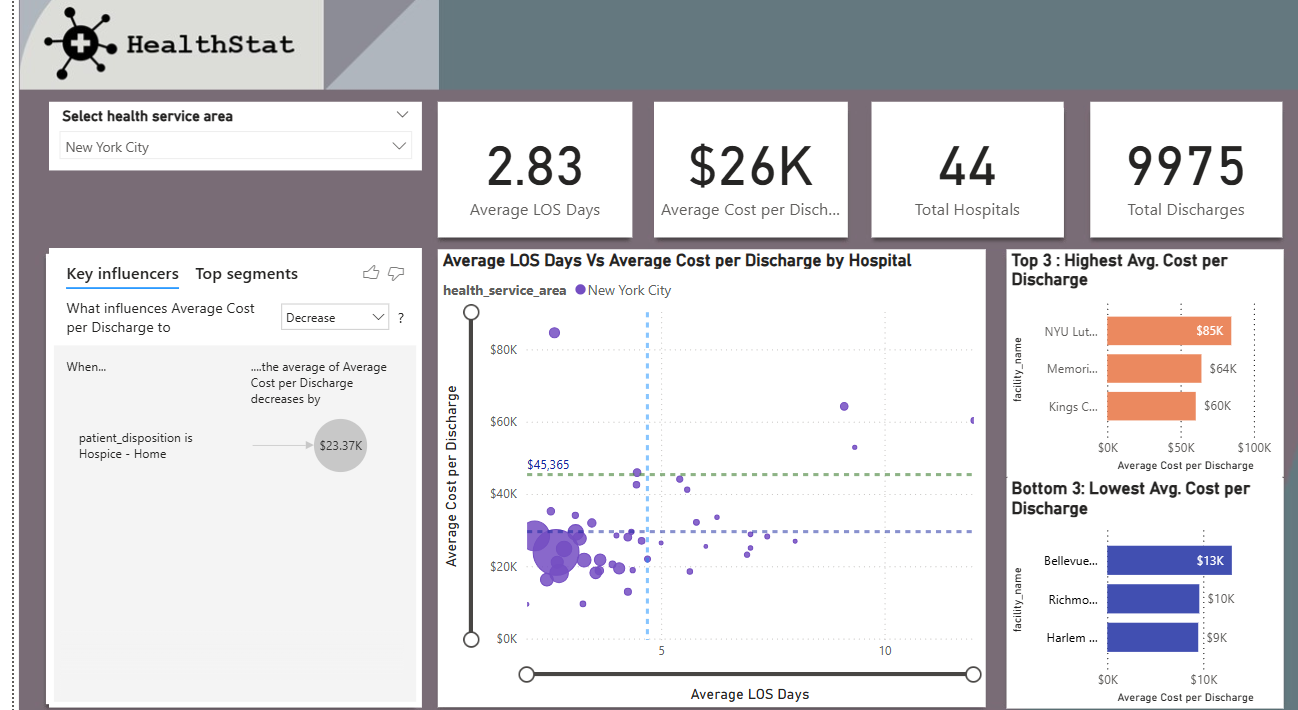 HealthStat
Select health service area
New York City
2.83
Average LOS Days
$26K
Average Cost per Disch...
44
Total Hospitals
9975
Total Discharges
Key influencers
Top segments
What influences Average Cost
per Discharge to
Decrease
?
When...
....the average of Average
Cost per Discharge
decreases by
patient_disposition is
Hospice - Home
$23.37K
Average LOS Days Vs Average Cost per Discharge by Hospital
health_service_area
New York City
Average Cost per Discharge
$80K
$60K
$45,365
$40K
$20K
$0K
5
10
Average LOS Days
Top 3 : Highest Avg. Cost per
Discharge
facility_name
NYU Lut...
$85K
Memori...
$64K
Kings C...
$60K
$0K
$50K
$100K
Average Cost per Discharge
Bottom 3: Lowest Avg. Cost per
Discharge
facility_name
Bellevue...
$13K
Richmo...
$10K
Harlem ...
$9K
$0K
$10K
Average Cost per Discharge